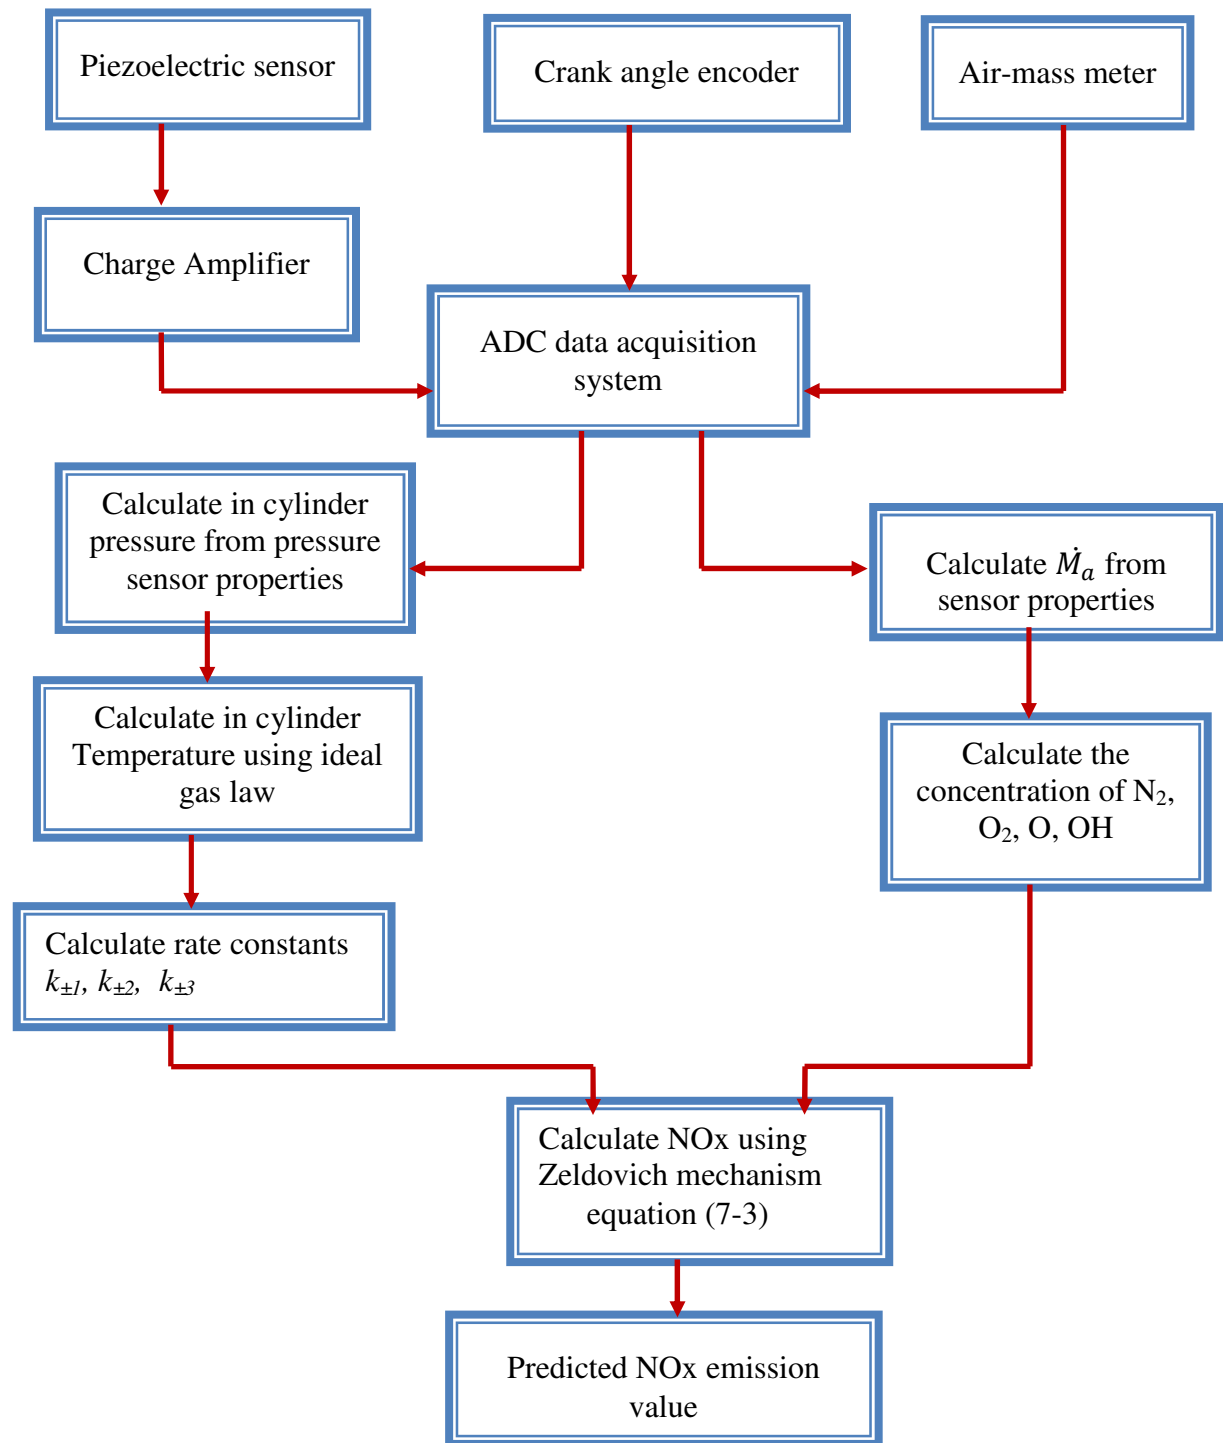 Piezoelectric sensor
Crank angle encoder
Air-mass meter
Charge Amplifier
ADC data acquisition
system
Calculate in cylinder
pressure from pressure
sensor properties
Calculate Ṁₐ from
sensor properties
Calculate in cylinder
Temperature using ideal
gas law
Calculate the
concentration of N₂,
O₂, O, OH
Calculate rate constants
k±1, k±2, k±3
Calculate NOx using
Zeldovich mechanism
equation (7-3)
Predicted NOx emission
value